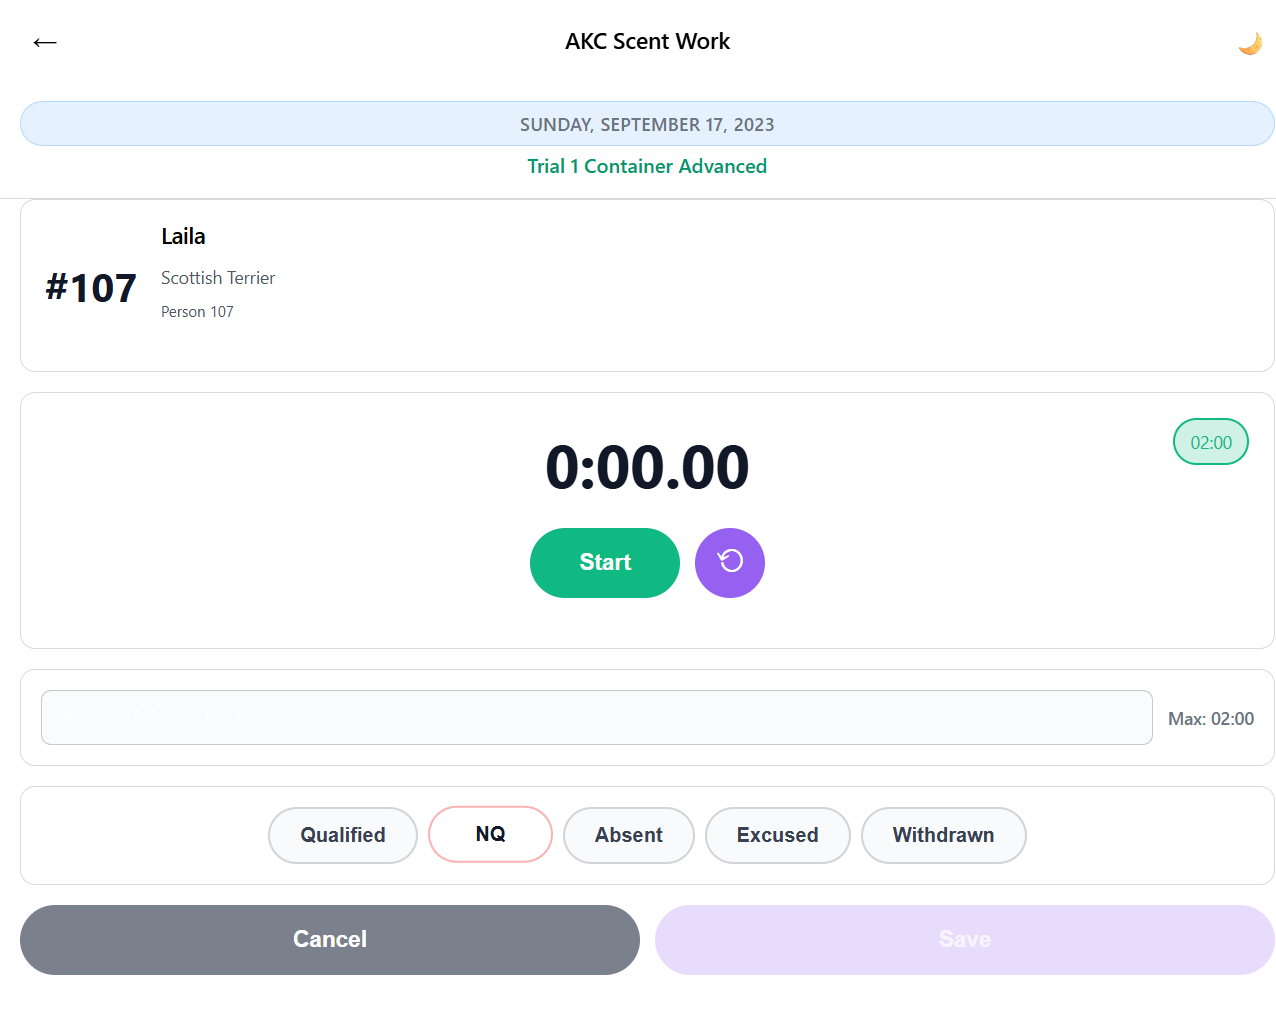 ←
AKC Scent Work
SUNDAY, SEPTEMBER 17, 2023
Trial 1 Container Advanced
Laila
#107
Scottish Terrier
Person 107
02:00
0:00.00
Start
Max: 02:00
Qualified
NQ
Absent
Excused
Withdrawn
Cancel
Save